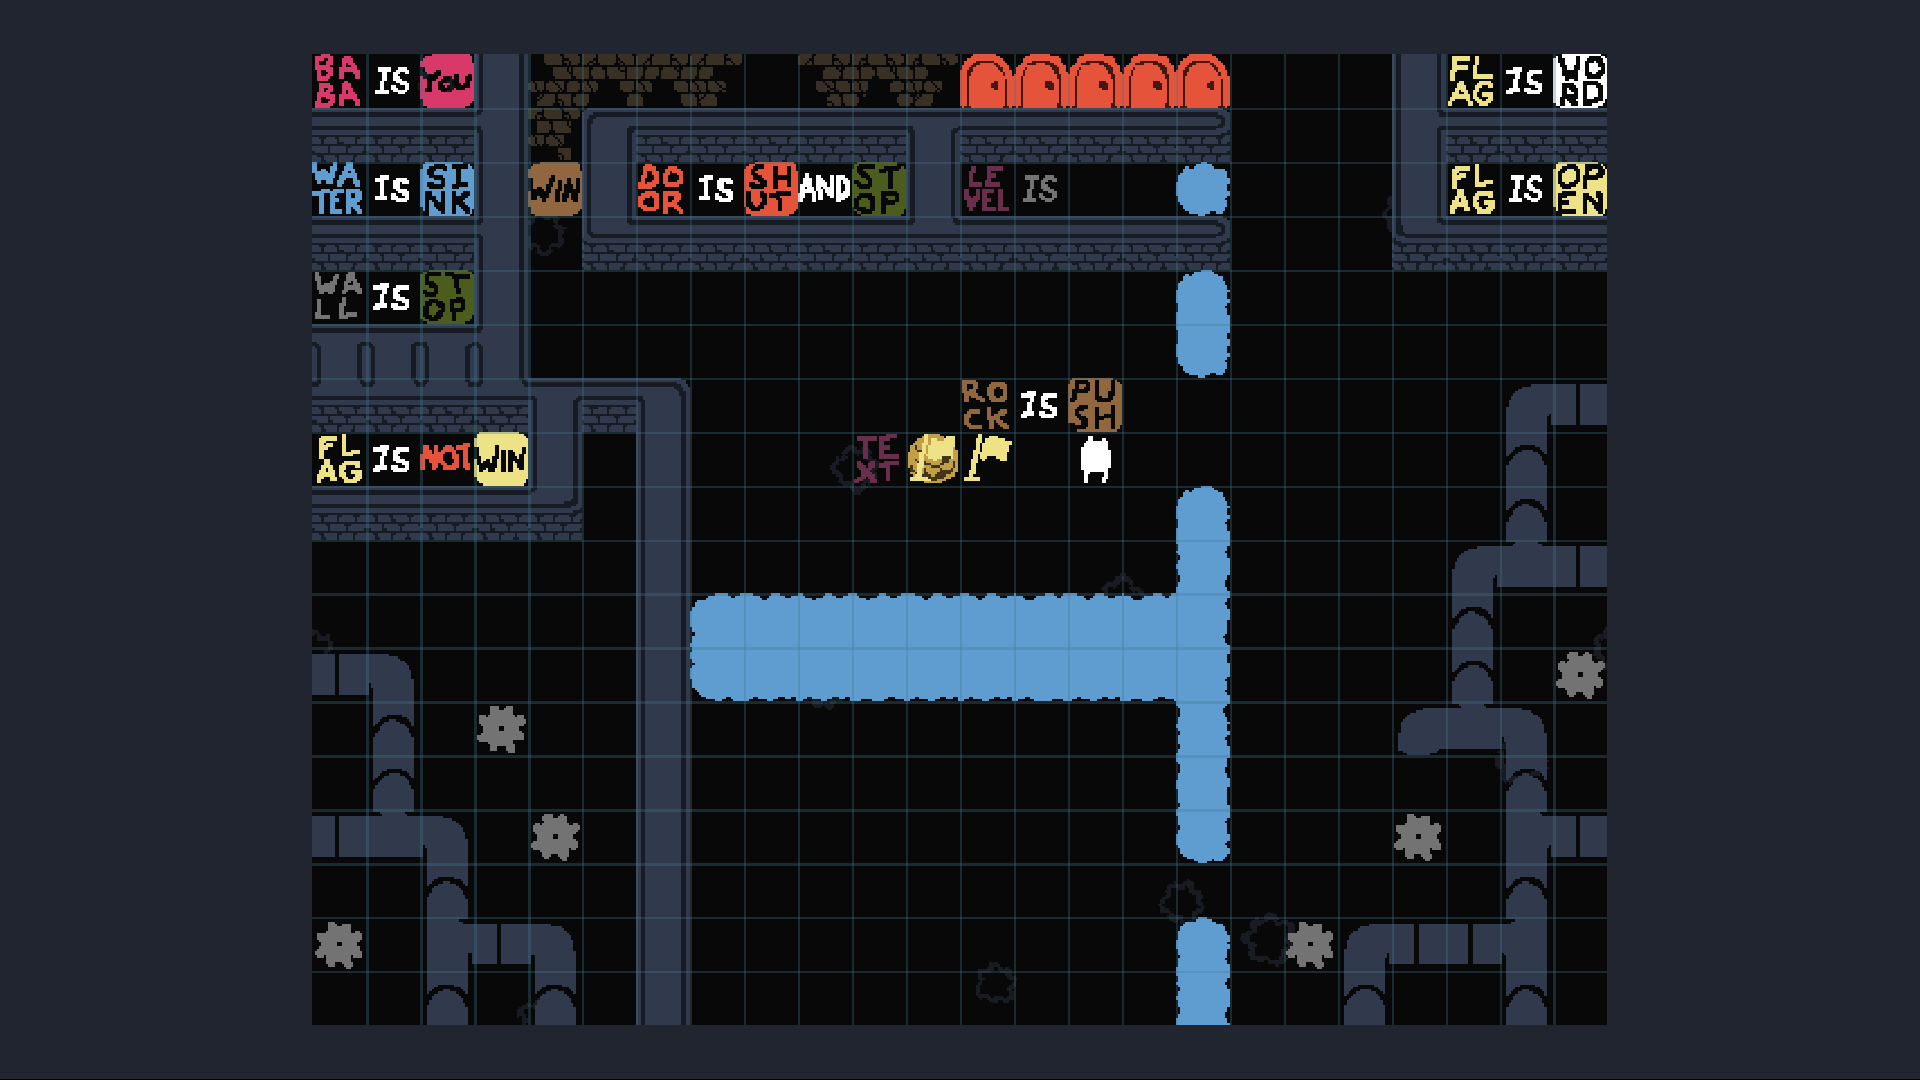 BABA IS YOU
FLAG IS WORD
WATER IS SINK
WIN
DOOR IS SHUT AND STOP
LEVEL IS
FLAG IS OPEN
WALL IS STOP
ROCK IS PUSH
FLAG IS NOT WIN
TEXT